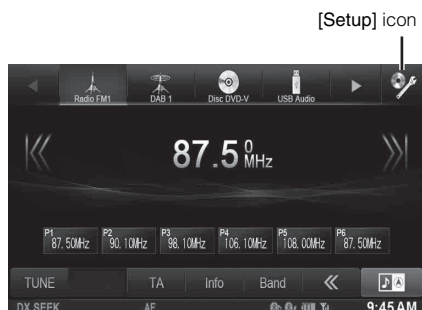 [Setup] icon
Radio FM1 DAB 1 Disc DVD-V USB Audio
87.50 MHz
P1 P2 P3 P4 P5 P6
87. 50MHz 90. 10MHz 98. 10MHz 106. 10MHz 108. 00MHz 87. 50MHz
TUNE TA Info Band
DX SEEK AF 9:45 AM